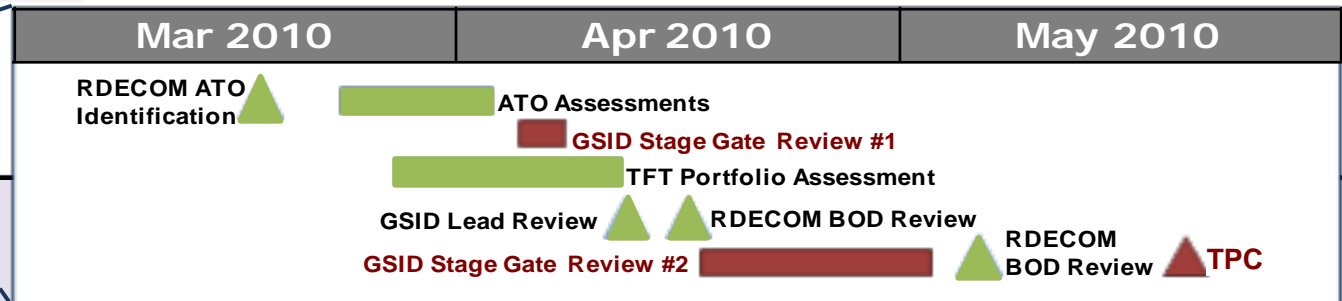 Mar 2010 Apr 2010 May 2010
RDECOM ATO
Identification
ATO Assessments
GSID Stage Gate Review #1
TFT Portfolio Assessment
GSID Lead Review
RDECOM BOD Review
GSID Stage Gate Review #2
RDECOM
BOD Review
TPC